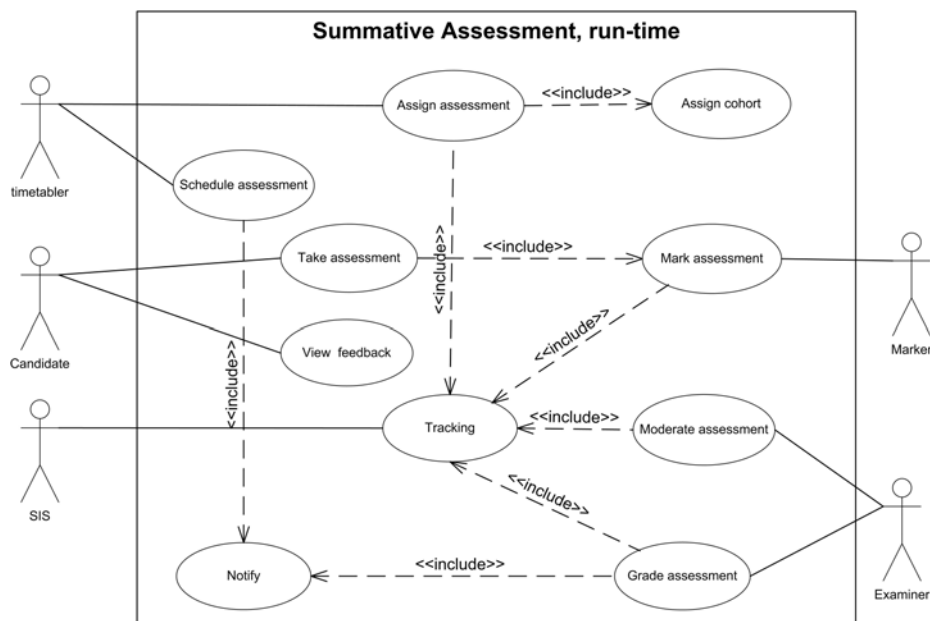 Summative Assessment, run-time
Assign assessment
<<include>>
Assign cohort
timetabler
Schedule assessment
<<include>>
Take assessment
<<include>>
Mark assessment
Candidate
View  feedback
<<include>>
<<include>>
Marker
Tracking
<<include>>
Moderate assessment
SIS
<<include>>
Notify
<<include>>
Grade assessment
Examiner